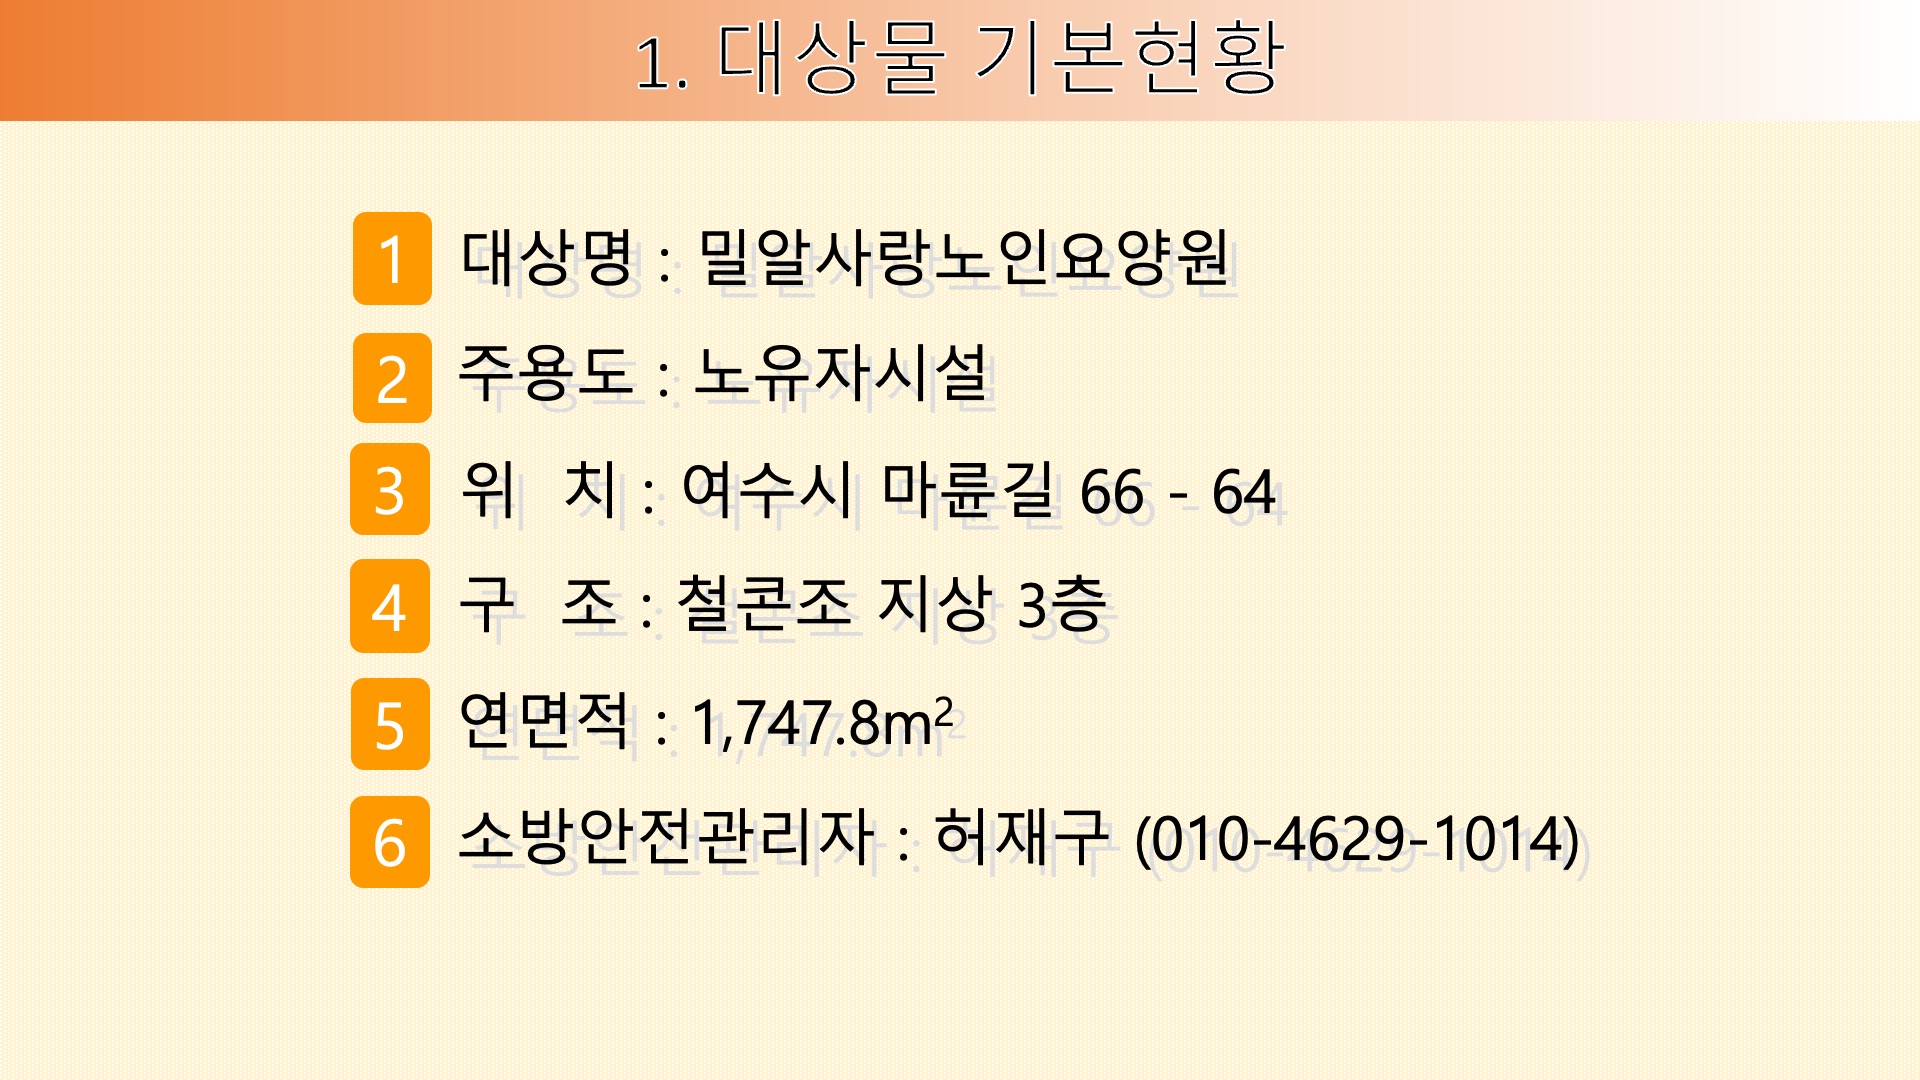 1. 대상물 기본현황
1 대상명 : 밀알사랑노인요양원
2 주용도 : 노유자시설
3 위 치 : 여수시 마륜길 66 - 64
4 구 조 : 철콘조 지상 3층
5 연면적 : 1,747.8m²
6 소방안전관리자 : 허재구 (010-4629-1014)